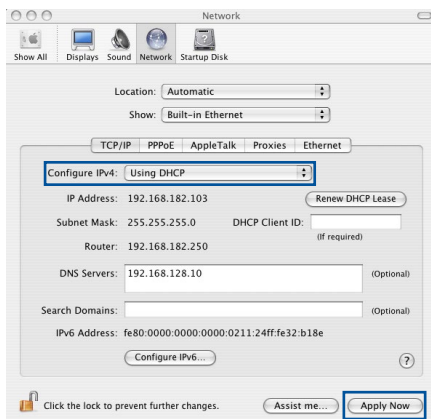 Network
Show All Displays Sound Network Startup Disk
Location: Automatic
Show: Built-in Ethernet
TCP/IP PPPoE AppleTalk Proxies Ethernet
Configure IPv4: Using DHCP
IP Address: 192.168.182.103 Renew DHCP Lease
Subnet Mask: 255.255.255.0 DHCP Client ID:
(If required)
Router: 192.168.182.250
DNS Servers: 192.168.128.10 (Optional)
Search Domains: (Optional)
IPv6 Address: fe80:0000:0000:0000:0211:24ff:fe32:b18e
Configure IPv6... ?
Click the lock to prevent further changes. Assist me... Apply Now